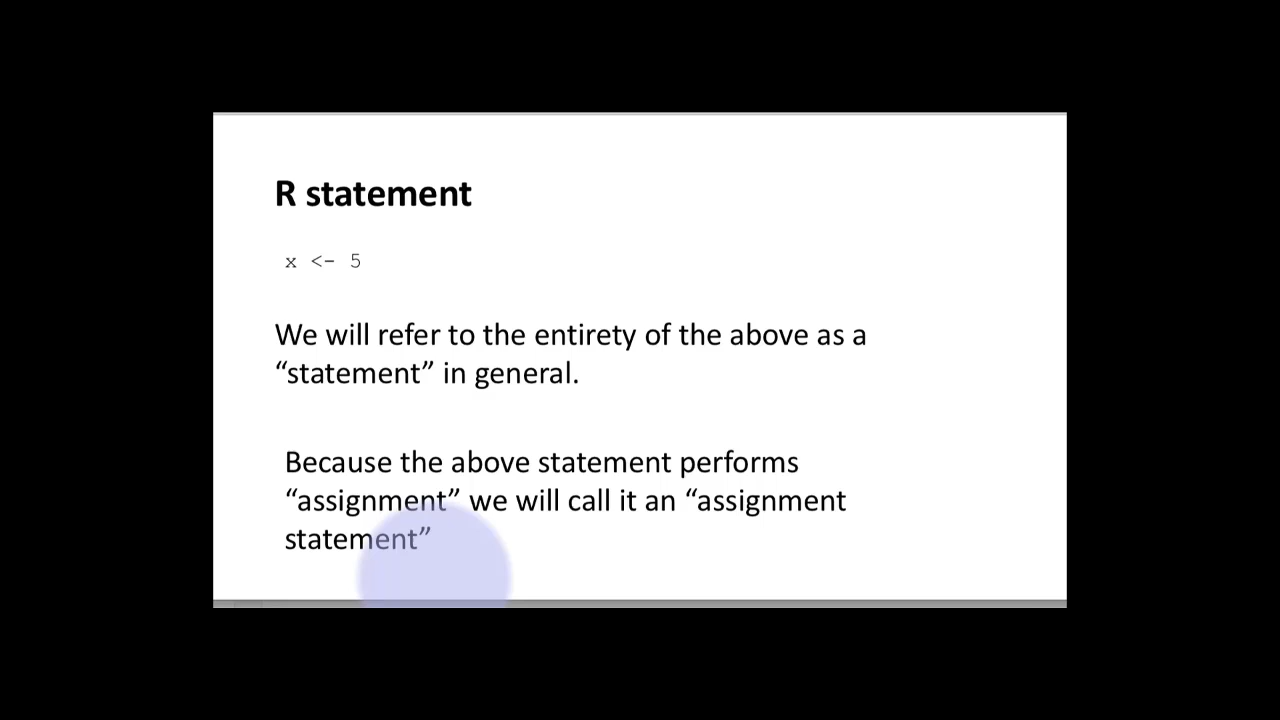 R statement
x <- 5
We will refer to the entirety of the above as a
“statement” in general.
Because the above statement performs
“assignment” we will call it an “assignment
statement”